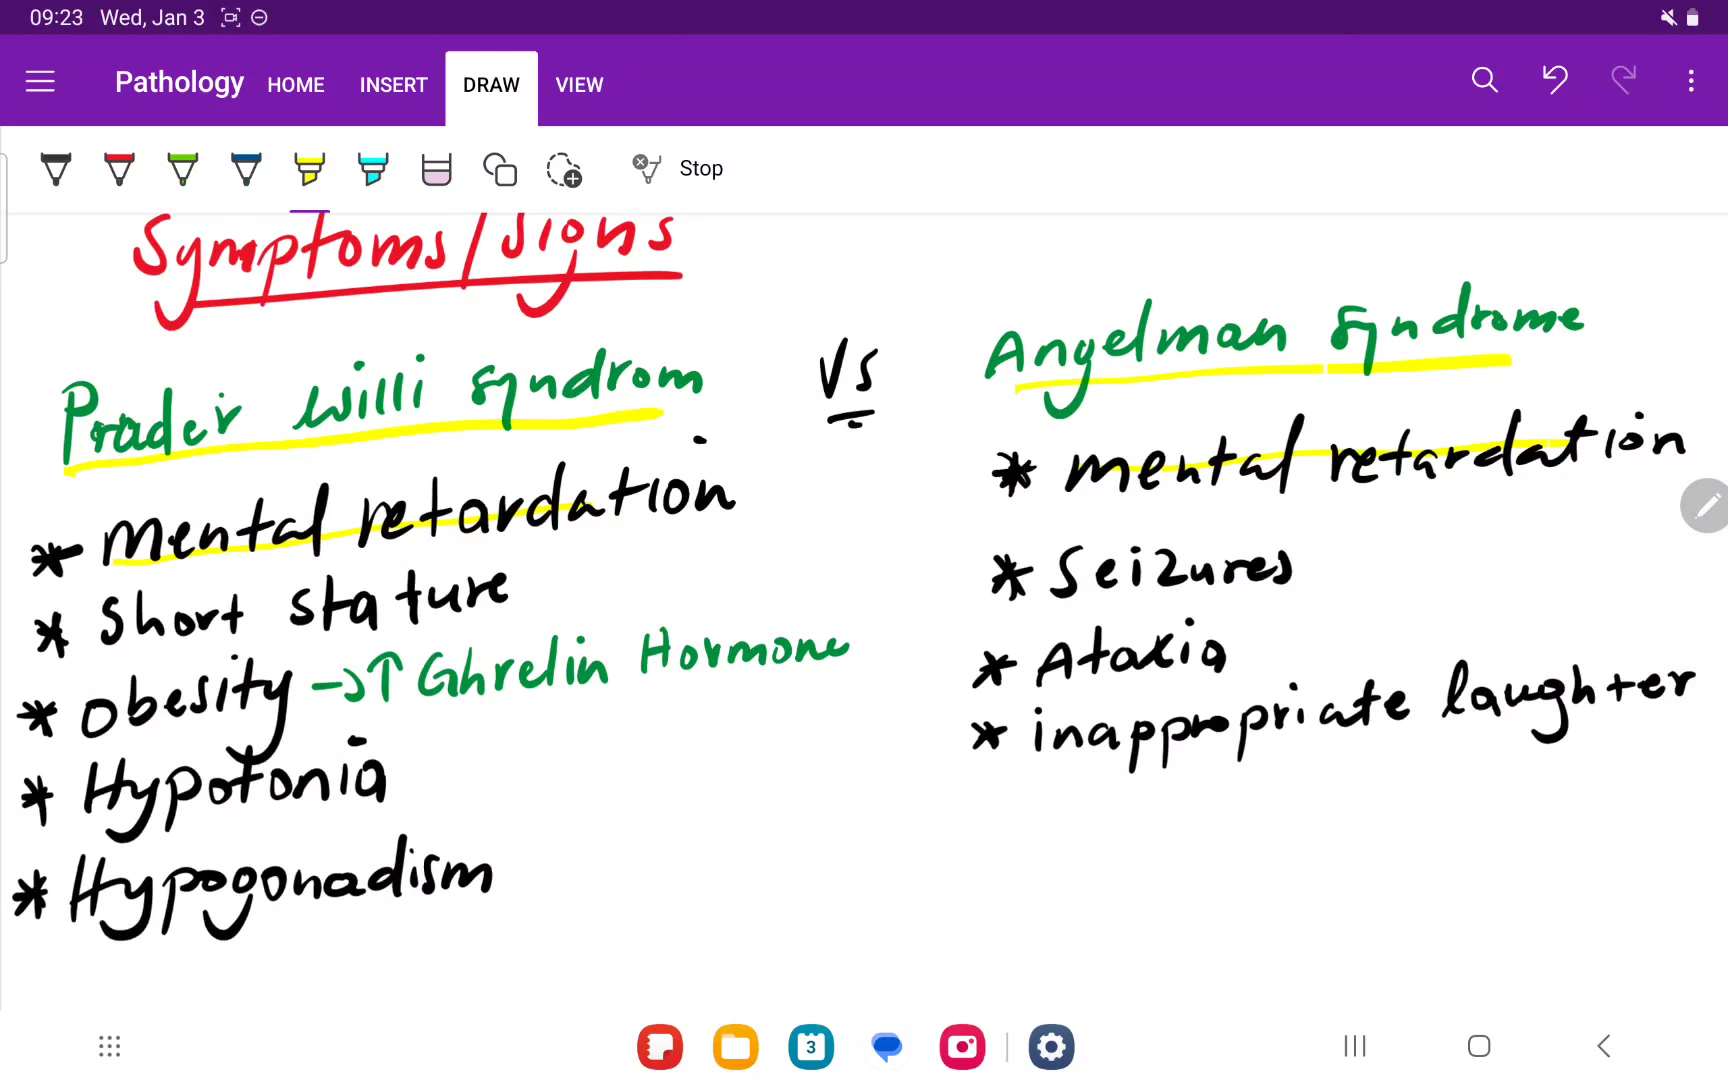 09:23 Wed, Jan 3
Pathology HOME INSERT DRAW VIEW
Stop
Symptoms/signs
Prader willi syndrom
VS
Angelman syndrome
* mental retardation
* Short stature
* Obesity → ↑ Ghrelin Hormone
* Hypotonia
* Hypogonadism
* mental retardation
* Seizures
* Ataxia
* inappropriate laughter
3